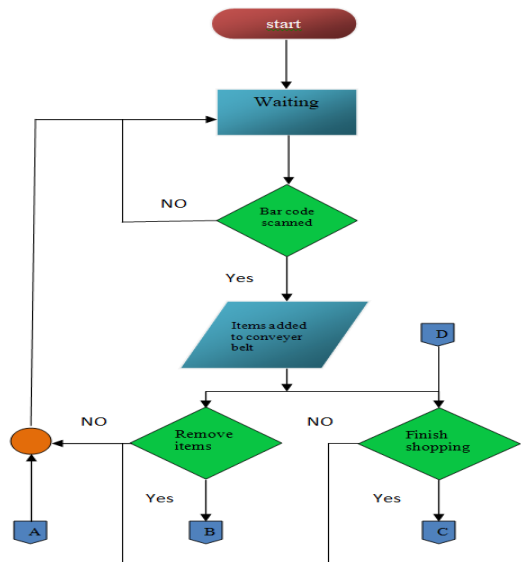 start
Waiting
NO
Bar code
scanned
Yes
Items added
to conveyer
belt
D
NO
Remove
items
NO
Finish
shopping
Yes
Yes
A
B
C